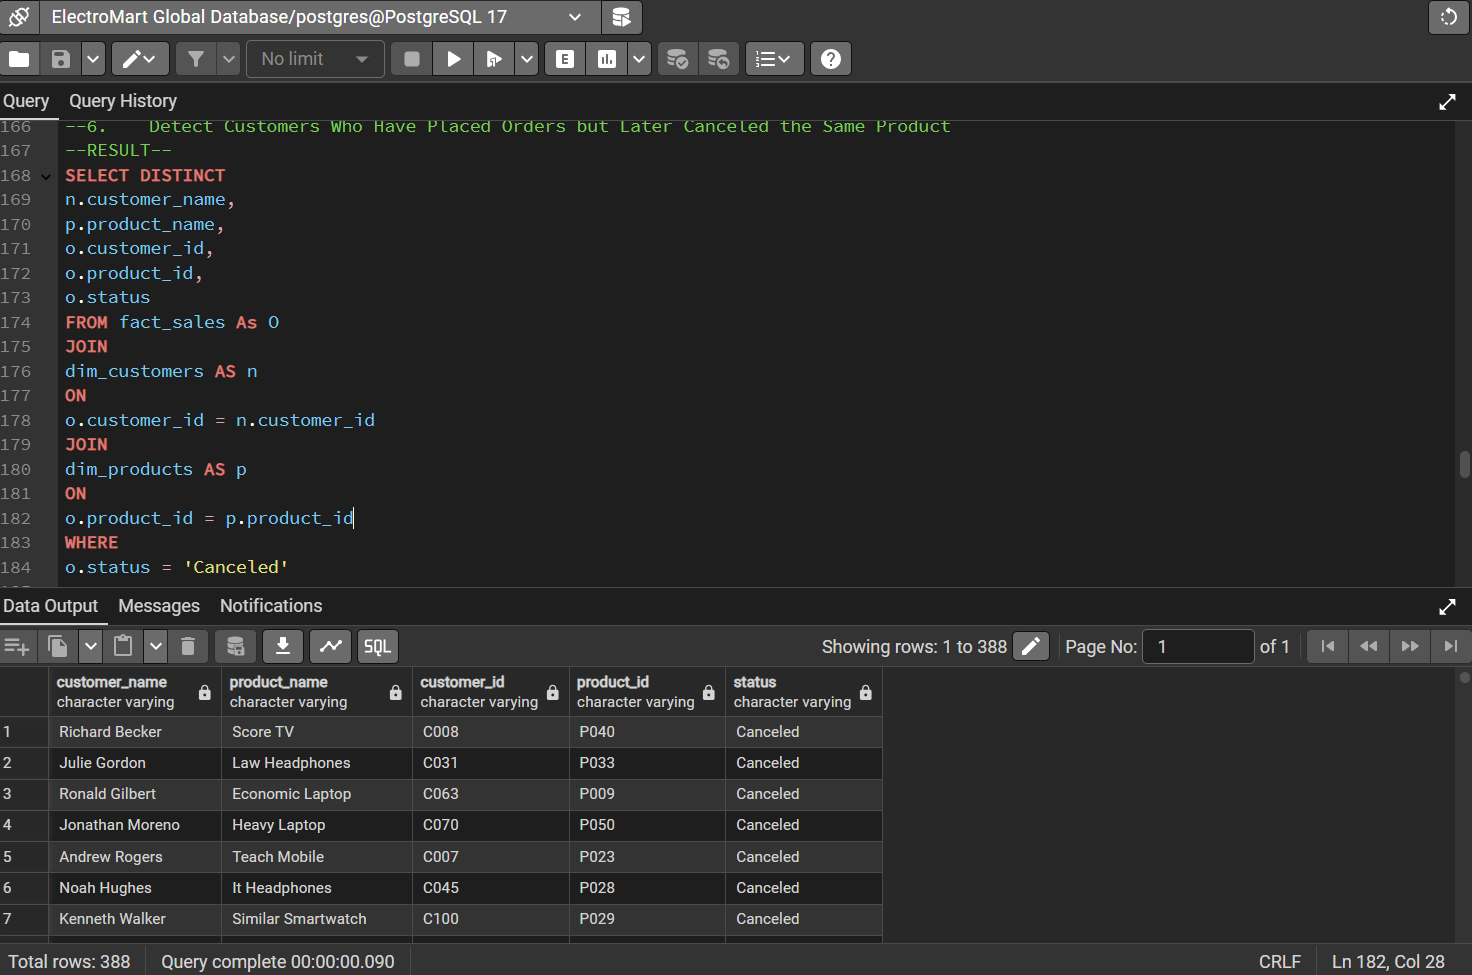 ElectroMart Global Database/postgres@PostgreSQL 17
No limit
E
Query Query History
166 --6. Detect Customers Who Have Placed Orders but Later Canceled the Same Product
167 --RESULT--
168 SELECT DISTINCT
169 n.customer_name,
170 p.product_name,
171 o.customer_id,
172 o.product_id,
173 o.status
174 FROM fact_sales As O
175 JOIN
176 dim_customers AS n
177 ON
178 o.customer_id = n.customer_id
179 JOIN
180 dim_products AS p
181 ON
182 o.product_id = p.product_id
183 WHERE
184 o.status = 'Canceled'
Data Output Messages Notifications
SQL Showing rows: 1 to 388 Page No: 1 of 1
customer_name product_name customer_id product_id status
character varying character varying character varying character varying character varying
1 Richard Becker Score TV C008 P040 Canceled
2 Julie Gordon Law Headphones C031 P033 Canceled
3 Ronald Gilbert Economic Laptop C063 P009 Canceled
4 Jonathan Moreno Heavy Laptop C070 P050 Canceled
5 Andrew Rogers Teach Mobile C007 P023 Canceled
6 Noah Hughes It Headphones C045 P028 Canceled
7 Kenneth Walker Similar Smartwatch C100 P029 Canceled
Total rows: 388 Query complete 00:00:00.090 CRLF Ln 182, Col 28